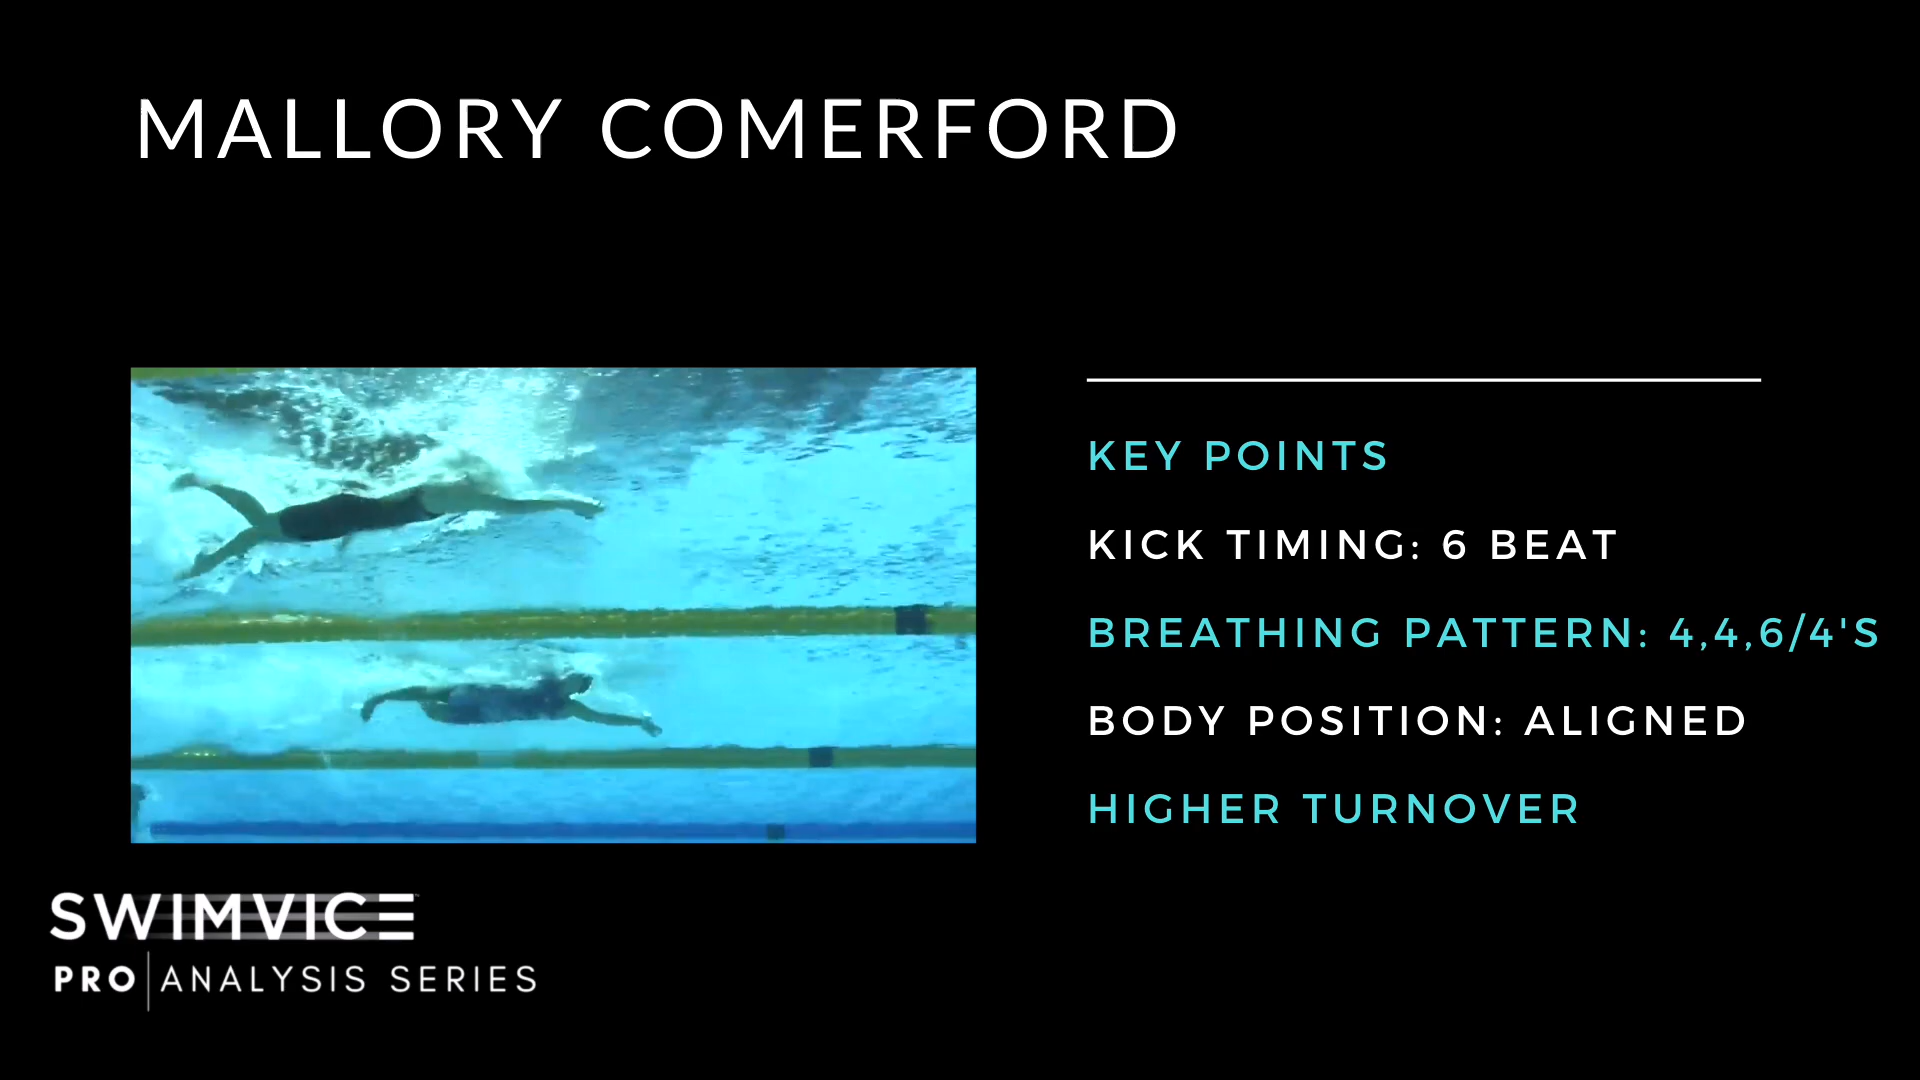 MALLORY COMERFORD
KEY POINTS
KICK TIMING: 6 BEAT
BREATHING PATTERN: 4,4,6/4'S
BODY POSITION: ALIGNED
HIGHER TURNOVER
SWIMVICE
PRO | ANALYSIS SERIES